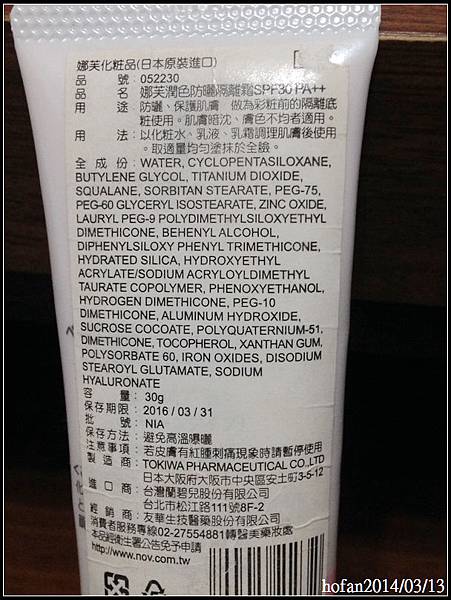 娜芙化粧品(日本原裝進口)
品　　號：052230
品　　名：娜芙潤色防曬隔離霜SPF30 PA++
用　　途：防曬、保護肌膚，做為彩粧前的隔離底
粧使用。肌膚暗沈、膚色不均者適用。
用　　法：以化粧水、乳液、乳霜調理肌膚後使用
。取適量均勻塗抹於全臉。
全 成 份：WATER, CYCLOPENTASILOXANE,
BUTYLENE GLYCOL, TITANIUM DIOXIDE,
SQUALANE, SORBITAN STEARATE, PEG-75,
PEG-60 GLYCERYL ISOSTEARATE, ZINC OXIDE,
LAURYL PEG-9 POLYDIMETHYLSILOXYETHYL
DIMETHICONE, BEHENYL ALCOHOL,
DIPHENYLSILOXY PHENYL TRIMETHICONE,
HYDRATED SILICA, HYDROXYETHYL
ACRYLATE/SODIUM ACRYLOYLDIMETHYL
TAURATE COPOLYMER, PHENOXYETHANOL,
HYDROGEN DIMETHICONE, PEG-10
DIMETHICONE, ALUMINUM HYDROXIDE,
SUCROSE COCOATE, POLYQUATERNIUM-51,
DIMETHICONE, TOCOPHEROL, XANTHAN GUM,
POLYSORBATE 60, IRON OXIDES, DISODIUM
STEAROYL GLUTAMATE, SODIUM
HYALURONATE
容　　量：30g
保存期限：2016 / 03 / 31
批　　號：NIA
保存方法：避免高溫曝曬
注意事項：若皮膚有紅腫刺痛現象時請暫停使用
製 造 商：TOKIWA PHARMACEUTICAL CO.,LTD
日本大阪府大阪市中央區安土町3-5-12
進 口 商：台灣蘭碧兒股份有限公司
台北市松江路111號8F-2
經 銷 商：友華生技醫藥股份有限公司
消費者服務專線02-27554881轉醫美藥妝處
本品經衛生署公告免予申請
http://www.nov.com.tw
hofan2014/03/13